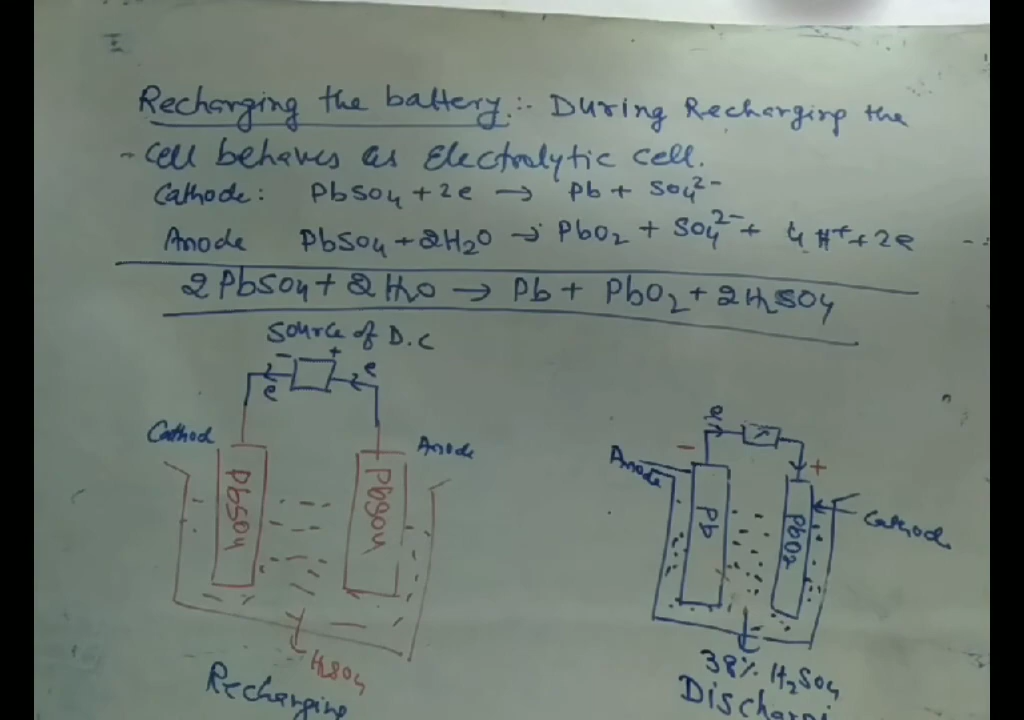 Recharging the battery:- During Recharging the
- cell behaves as Electrolytic cell.
Cathode: PbSO4 + 2e → Pb + SO4^2-
Anode PbSO4 + 2H2O → PbO2 + SO4^2- + 4H+ + 2e
2PbSO4 + 2H2O → Pb + PbO2 + 2H2SO4
Source of D.C
- +
e e
Cathod Anode
PbSO4 PbSO4
H2SO4
Recharging
e
- +
Anode
Pb PbO2
Cathode
38% H2SO4
Dischargi